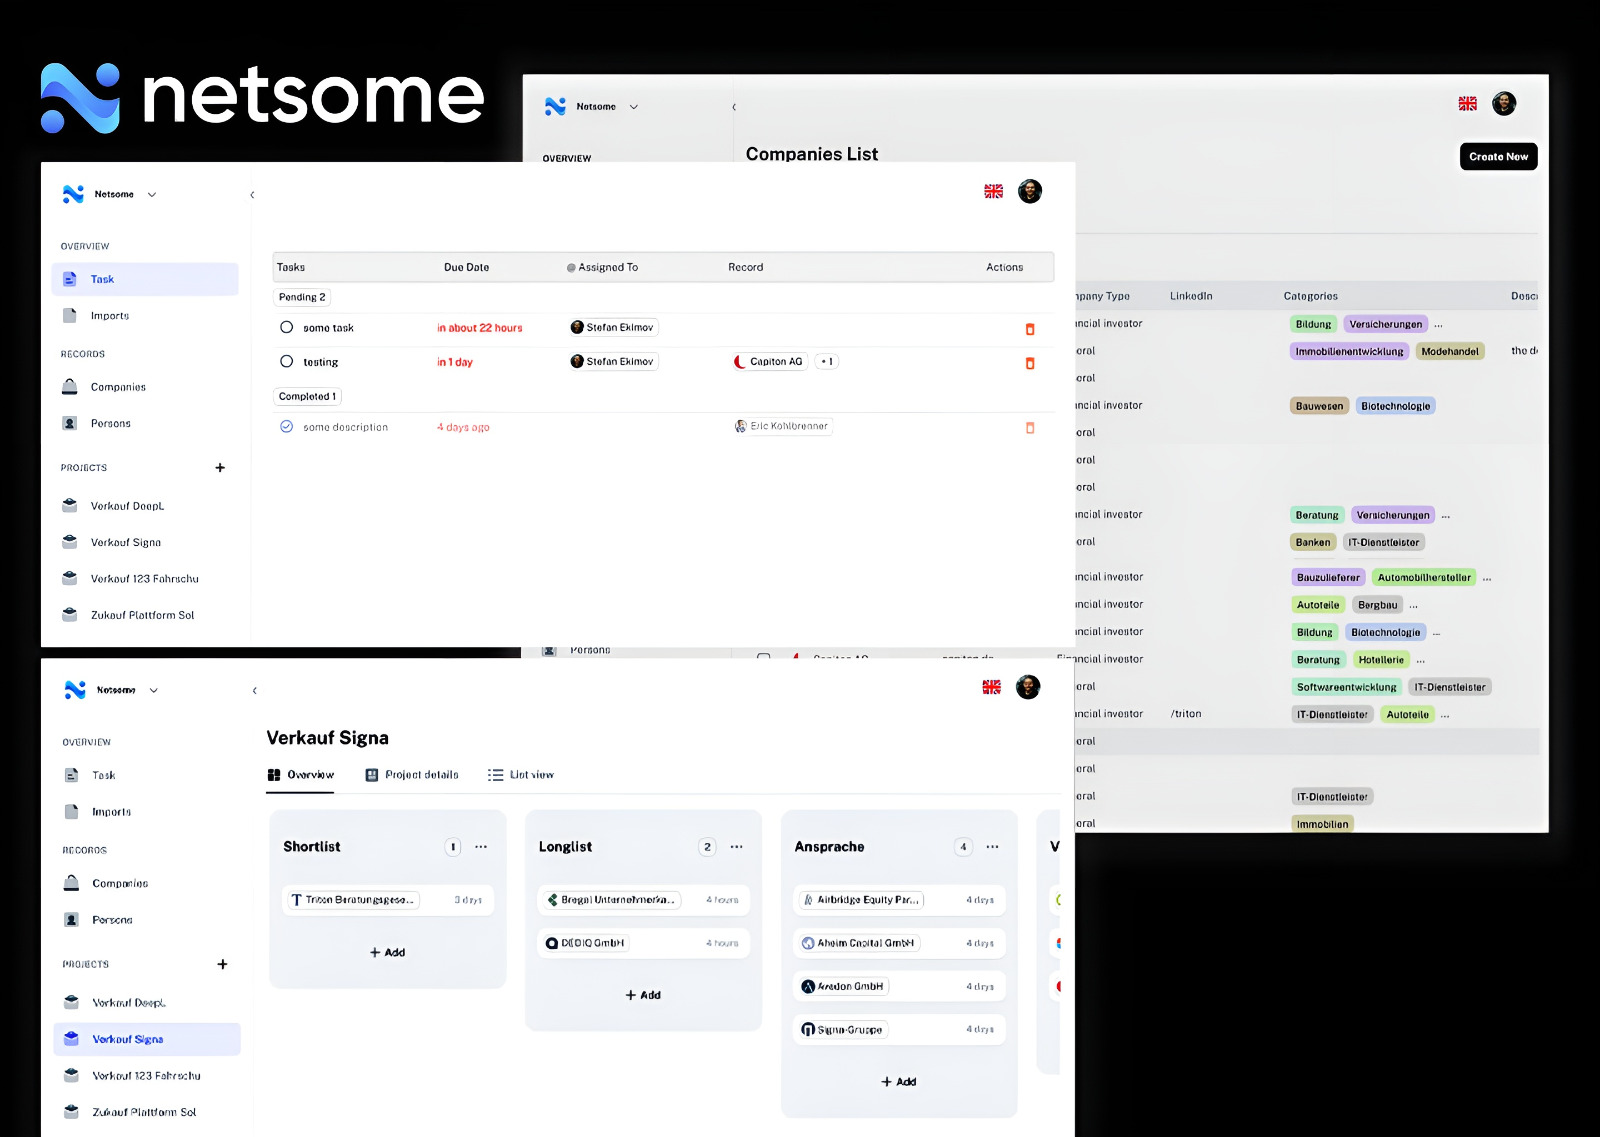 netsome
Netsome
OVERVIEW
Companies List
Create New
Netsome
OVERVIEW
Task
Imports
RECORDS
Companies
Persons
PROJECTS
+
Verkauf DeepL
Verkauf Signa
Verkauf 123 Fahrschu
Zukauf Plattform Sol
Tasks Due Date Assigned To Record Actions
Pending 2
some task in about 22 hours Stefan Ekimov
testing in 1 day Stefan Ekimov Capiton AG + 1
Completed 1
some description 4 days ago Eric Kohlbrenner
mpany Type LinkedIn Categories Descr
ncial investor Bildung Versicherungen ...
eral Immobilienentwicklung Modehandel the de
eral
ncial investor Bauwesen Biotechnologie
eral
eral
eral
ncial investor Beratung Versicherungen ...
eral Banken IT-Dienstleister
ncial investor Bauzulieferer Automobilhersteller ...
ncial investor Autoteile Bergbau ...
ncial investor Bildung Biotechnologie ...
Persons Capiton AG capiton.de Financial investor Beratung Hotellerie ...
eral Softwareentwicklung IT-Dienstleister
ncial investor /triton IT-Dienstleister Autoteile ...
eral
eral
eral IT-Dienstleister
eral Immobilien
Netsome
OVERVIEW
Task
Imports
RECORDS
Companies
Persons
PROJECTS
+
Verkauf DeepL
Verkauf Signa
Verkauf 123 Fahrschu
Zukauf Plattform Sol
Verkauf Signa
Overview Project details List view
Shortlist 1 ...
Triton Beratungsgese... 3 days
+ Add
Longlist 2 ...
Bregal Unternehmerka... 4 hours
DEDIQ GmbH 4 hours
+ Add
Ansprache 4 ...
Airbridge Equity Par... 4 days
Aheim Capital GmbH 4 days
Avedon GmbH 4 days
Signa-Gruppe 4 days
+ Add
V